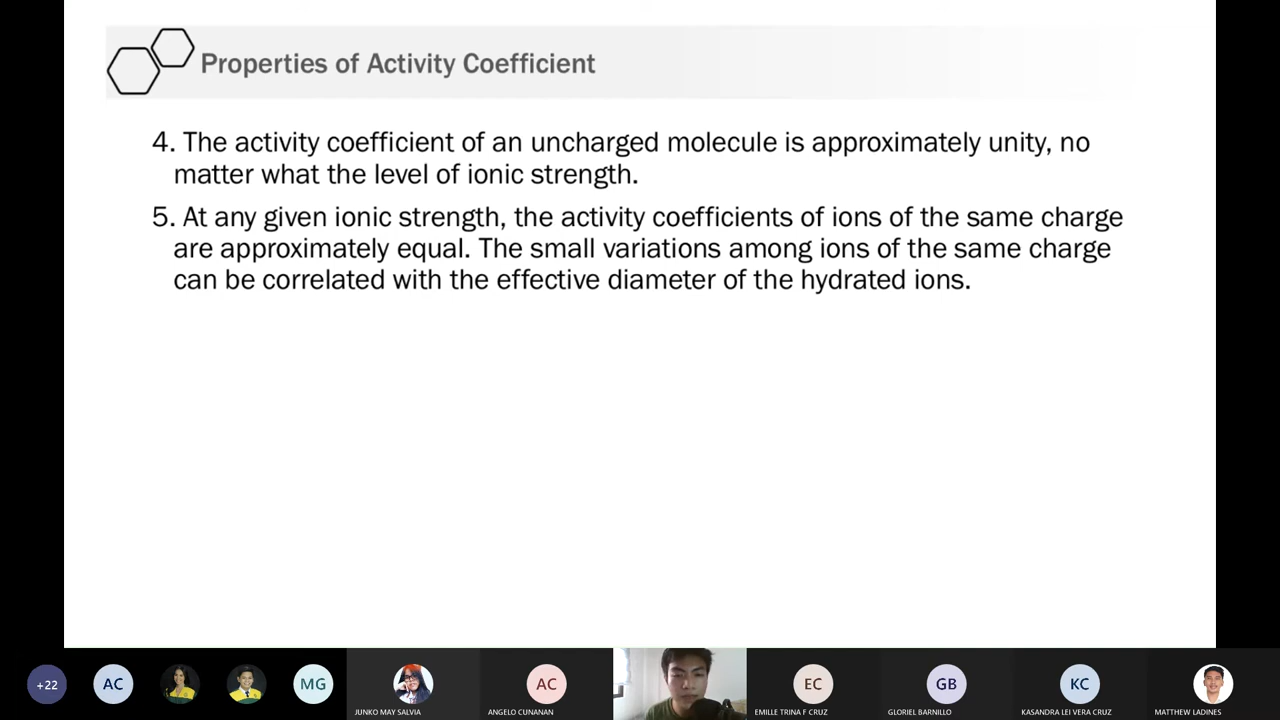 Properties of Activity Coefficient
4. The activity coefficient of an uncharged molecule is approximately unity, no
matter what the level of ionic strength.
5. At any given ionic strength, the activity coefficients of ions of the same charge
are approximately equal. The small variations among ions of the same charge
can be correlated with the effective diameter of the hydrated ions.
+22
AC
MG
AC
EC
GB
KC
JUNKO MAY SALVIA
ANGELO CUNANAN
EMILLE TRINA F CRUZ
GLORIEL BARNILLO
KASANDRA LEI VERA CRUZ
MATTHEW LADINES